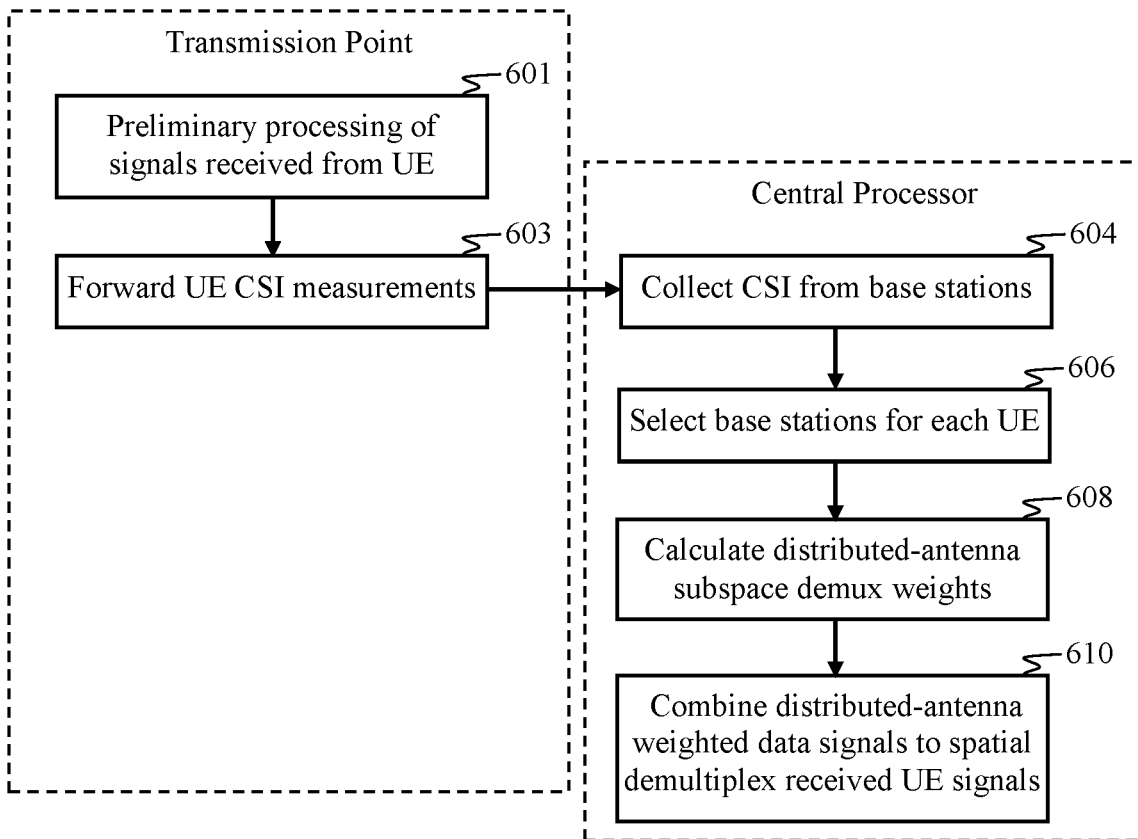 Transmission Point
601
Preliminary processing of
signals received from UE
603
Forward UE CSI measurements
Central Processor
604
Collect CSI from base stations
606
Select base stations for each UE
608
Calculate distributed-antenna
subspace demux weights
610
Combine distributed-antenna
weighted data signals to spatial
demultiplex received UE signals